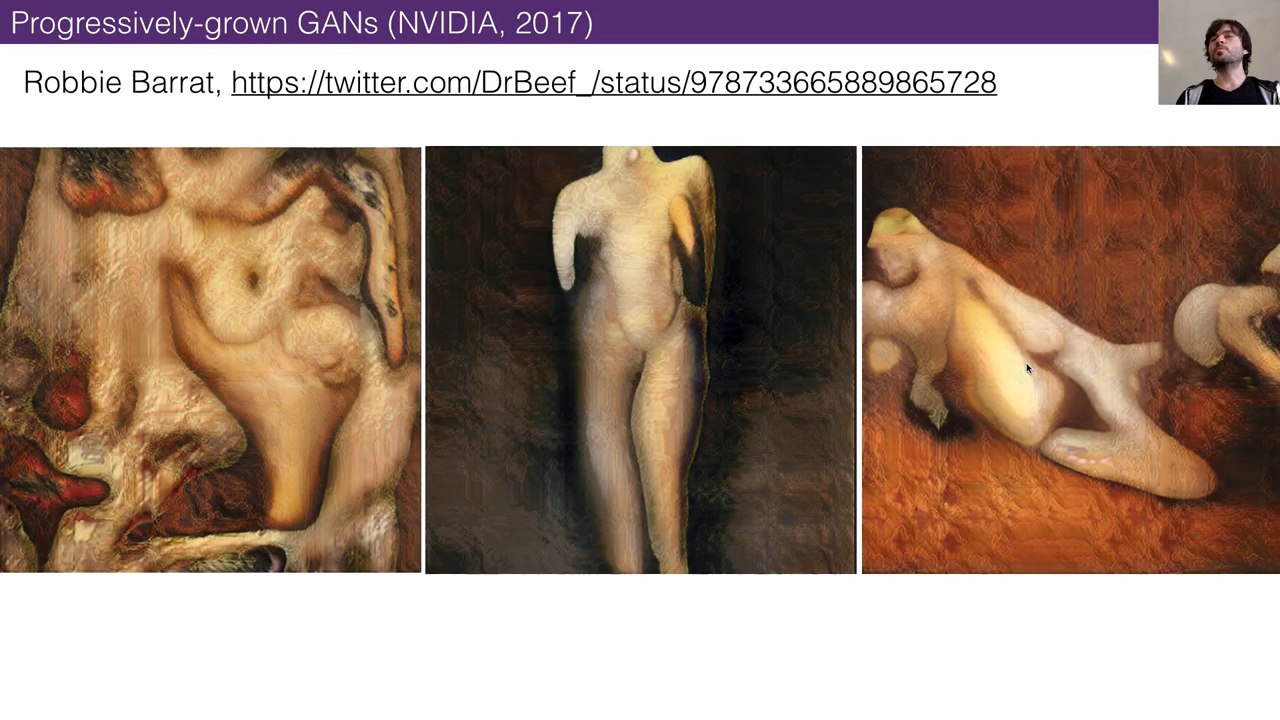 Progressively-grown GANs (NVIDIA, 2017)
Robbie Barrat, https://twitter.com/DrBeef_/status/978733665889865728